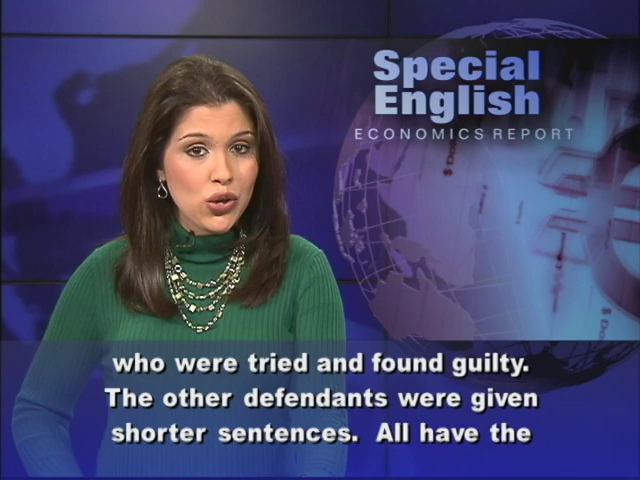 Special
English
ECONOMICS REPORT
who were tried and found guilty.
The other defendants were given
shorter sentences. All have the